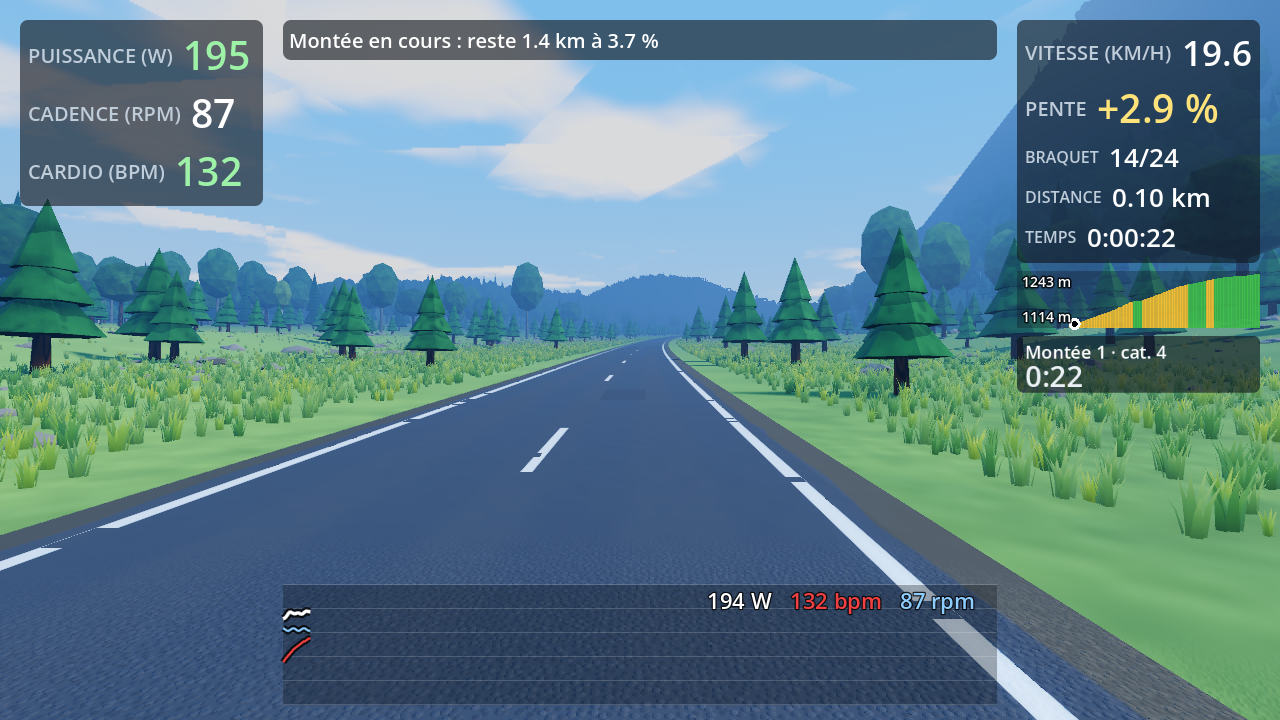 PUISSANCE (W) 195
CADENCE (RPM) 87
CARDIO (BPM) 132
Montée en cours : reste 1.4 km à 3.7 %
VITESSE (KM/H) 19.6
PENTE +2.9 %
BRAQUET 14/24
DISTANCE 0.10 km
TEMPS 0:00:22
1243 m
1114 m
Montée 1 · cat. 4
0:22
194 W 132 bpm 87 rpm